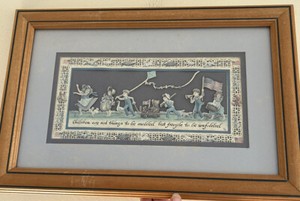 Children are not things to be molded, but people to be unfolded.